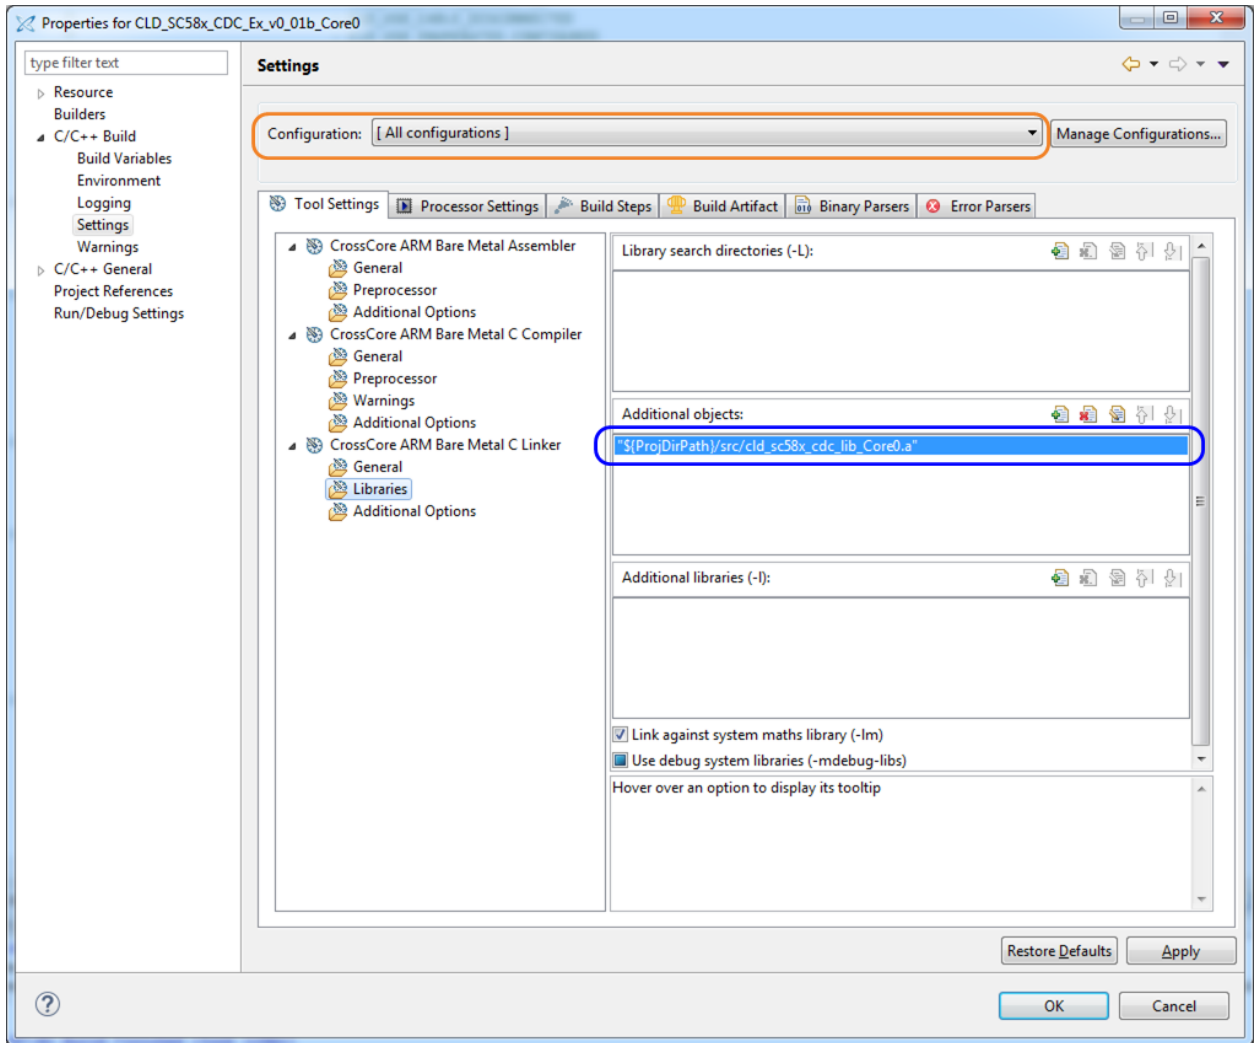 Properties for CLD_SC58x_CDC_Ex_v0_01b_Core0
type filter text
Resource
Builders
C/C++ Build
Build Variables
Environment
Logging
Settings
Warnings
C/C++ General
Project References
Run/Debug Settings
Settings
Configuration: [ All configurations ] Manage Configurations...
Tool Settings Processor Settings Build Steps Build Artifact Binary Parsers Error Parsers
CrossCore ARM Bare Metal Assembler
General
Preprocessor
Additional Options
CrossCore ARM Bare Metal C Compiler
General
Preprocessor
Warnings
Additional Options
CrossCore ARM Bare Metal C Linker
General
Libraries
Additional Options
Library search directories (-L):
Additional objects:
"${ProjDirPath}/src/cld_sc58x_cdc_lib_Core0.a"
Additional libraries (-l):
Link against system maths library (-lm)
Use debug system libraries (-mdebug-libs)
Hover over an option to display its tooltip
Restore Defaults Apply
OK Cancel